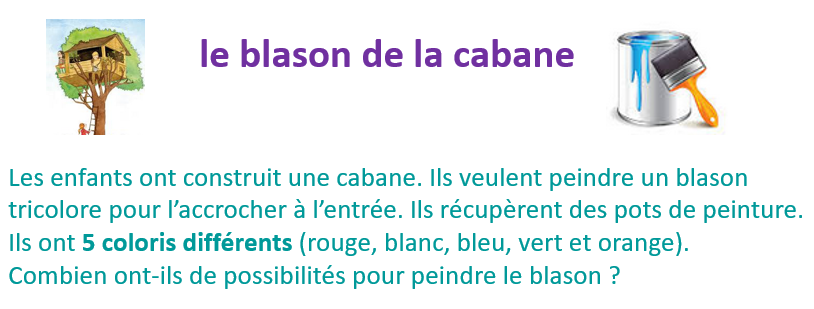 le blason de la cabane
Les enfants ont construit une cabane. Ils veulent peindre un blason
tricolore pour l’accrocher à l’entrée. Ils récupèrent des pots de peinture.
Ils ont 5 coloris différents (rouge, blanc, bleu, vert et orange).
Combien ont-ils de possibilités pour peindre le blason ?